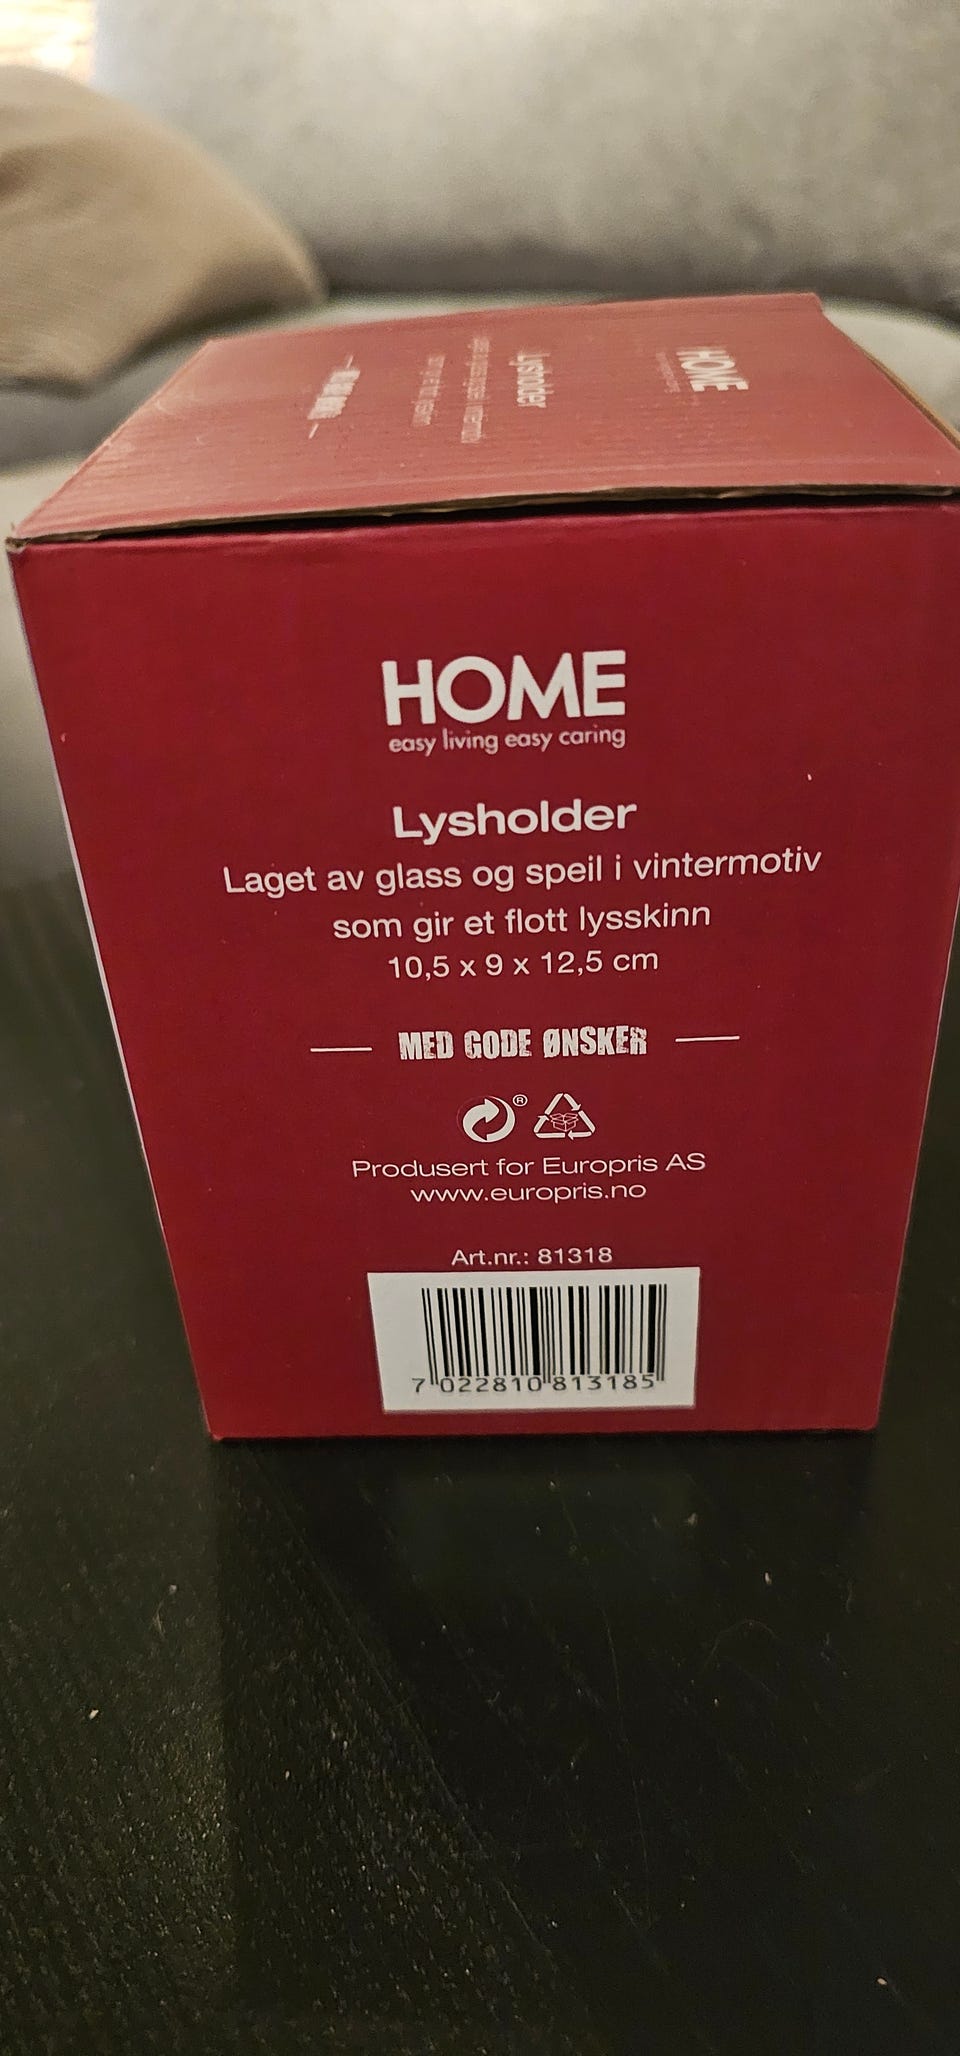 HOME
Lysholder
HOME
easy living easy caring
Lysholder
Laget av glass og speil i vintermotiv
som gir et flott lysskinn
10,5 x 9 x 12,5 cm
MED GODE ØNSKER
®
Produsert for Europris AS
www.europris.no
Art.nr.: 81318
7 022810 813185